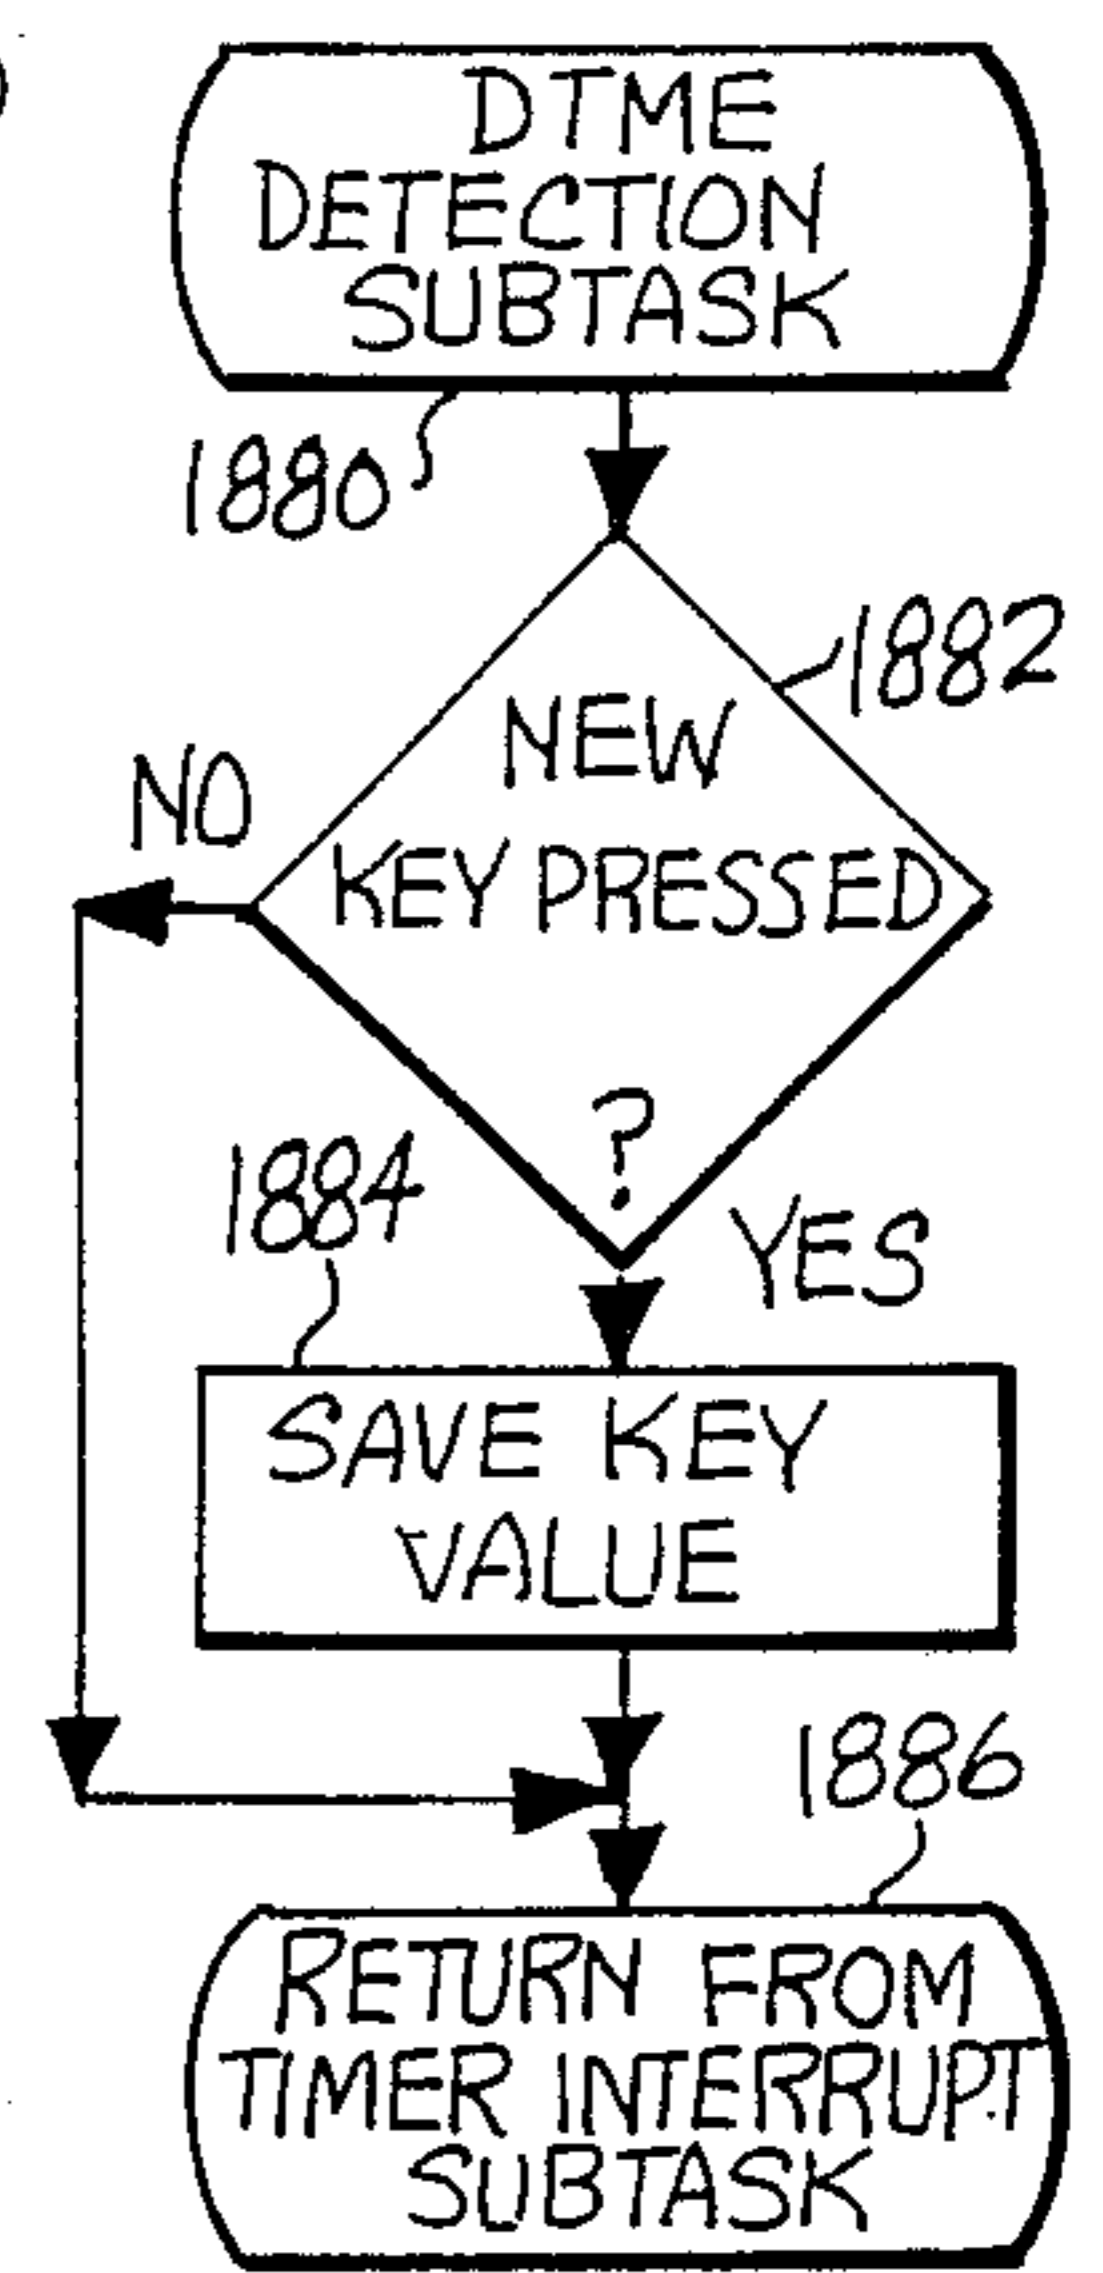 DTME
DETECTION
SUBTASK
1880
1882
NEW
NO
KEY PRESSED
?
1884
YES
SAVE KEY
VALUE
1886
RETURN FROM
TIMER INTERRUPT
SUBTASK